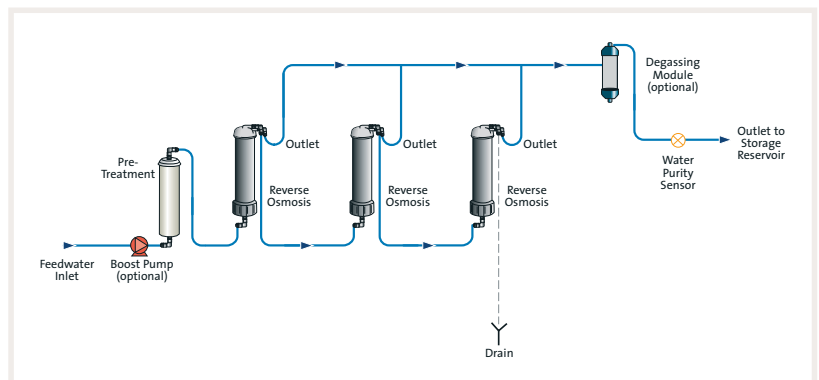 Degassing
Module
(optional)
Outlet to
Storage
Reservoir
Water
Purity
Sensor
Outlet
Outlet
Outlet
Pre-
Treatment
Reverse
Osmosis
Reverse
Osmosis
Reverse
Osmosis
Feedwater
Inlet
Boost Pump
(optional)
Drain